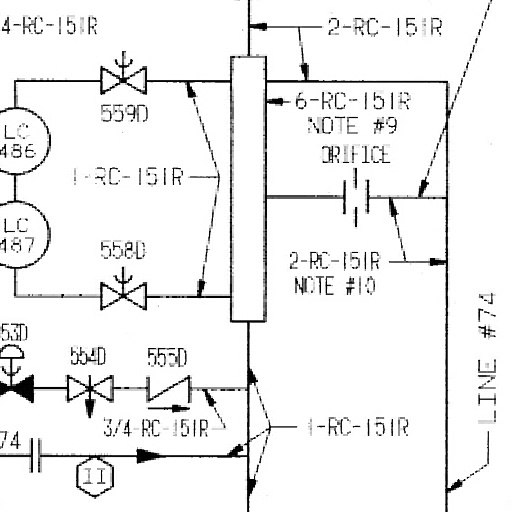 4-RC-151R
2-RC-151R
559D
6-RC-151R
NOTE #9
LC
486
ORIFICE
1-RC-151R
LC
487
558D
2-RC-151R
NOTE #10
LINE #74
553D
554D
555D
3/4-RC-151R
1-RC-151R
74
II